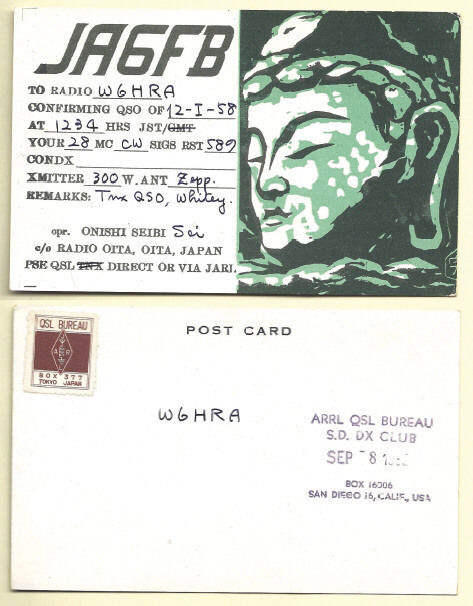 JA6FB
TO RADIO W6HRA
CONFIRMING QSO OF 12-I-58
AT 1234 HRS JST/GMT
YOUR 28 MC CW SIGS RST 589
CONDX
XMITTER 300 W. ANT Zepp.
REMARKS: Tnx QSO, Whitey.
opr. ONISHI SEIBI Sei
c/o RADIO OITA, OITA, JAPAN
PSE QSL TNX DIRECT OR VIA JARL
QSL BUREAU
BOX 377
TOKYO JAPAN
POST CARD
W6HRA
ARRL QSL BUREAU
S.D. DX CLUB
SEP 8
BOX 16006
SAN DIEGO 16, CALIF., USA